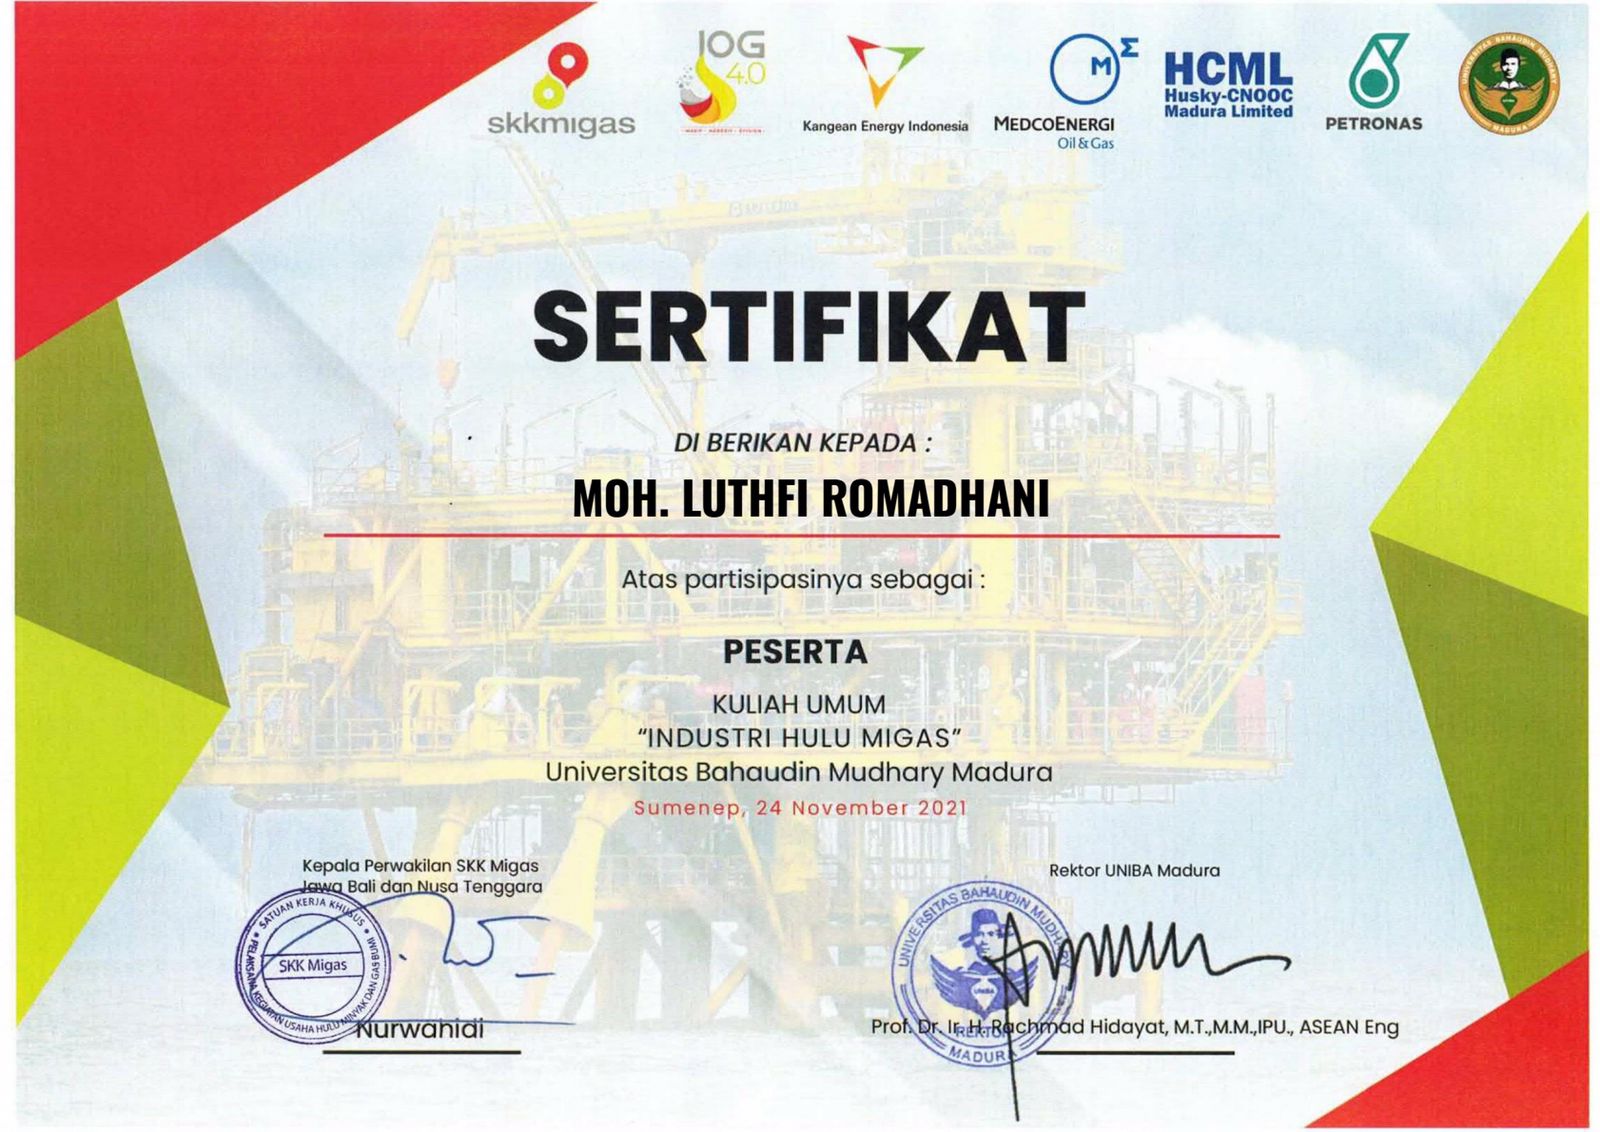 skkmigas
IOG
4.0
Kangean Energy Indonesia
MEDCOENERGI
Oil & Gas
HCML
Husky-CNOOC
Madura Limited
PETRONAS
UNIVERSITAS BAHAUDIN MUDHARY
MADURA
SERTIFIKAT
DI BERIKAN KEPADA :
MOH. LUTHFI ROMADHANI
Atas partisipasinya sebagai :
PESERTA
KULIAH UMUM
“INDUSTRI HULU MIGAS”
Universitas Bahaudin Mudhary Madura
Sumenep, 24 November 2021
Kepala Perwakilan SKK Migas
Jawa Bali dan Nusa Tenggara
SATUAN KERJA KHUSUS
SKK Migas
PELAKSANA KEGIATAN USAHA HULU MINYAK DAN GAS BUMI
Nurwahidi
Rektor UNIBA Madura
UNIVERSITAS BAHAUDIN MUDHARY
UNIBA
REKTOR
MADURA
Prof. Dr. Ir. H. Rachmad Hidayat, M.T.,M.M.,IPU., ASEAN Eng